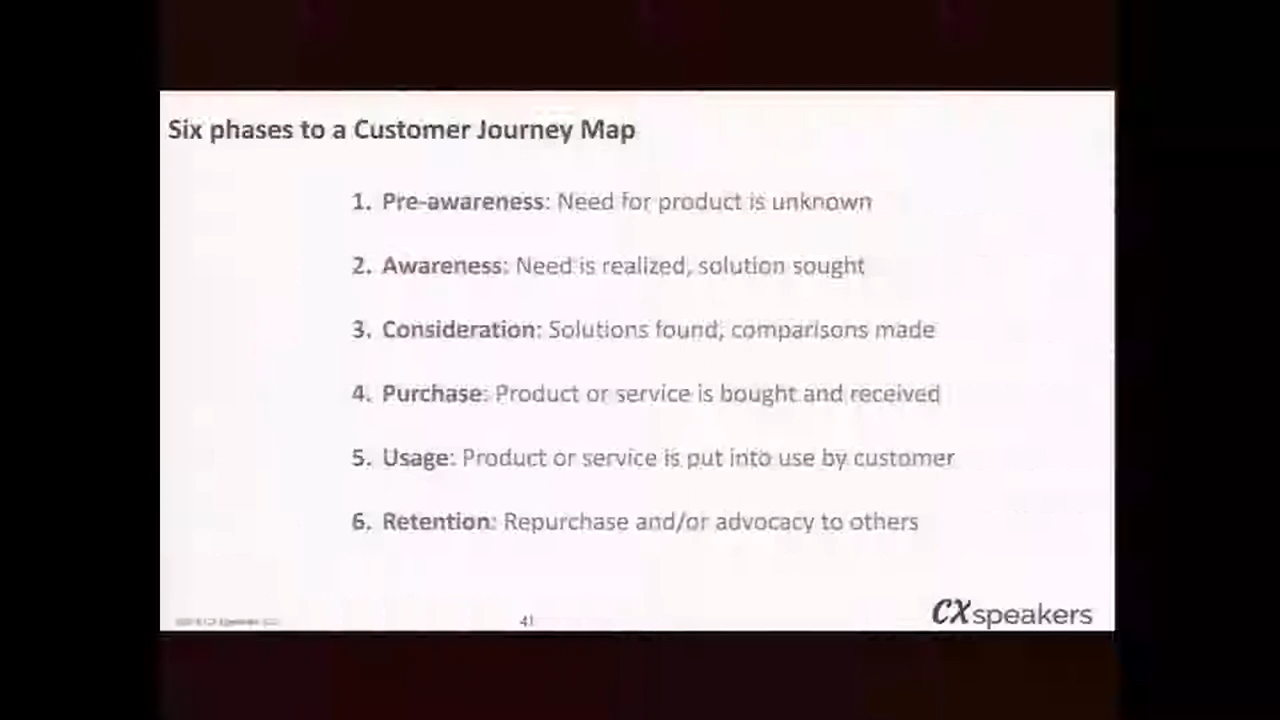 Six phases to a Customer Journey Map
1. Pre-awareness: Need for product is unknown
2. Awareness: Need is realized, solution sought
3. Consideration: Solutions found, comparisons made
4. Purchase: Product or service is bought and received
5. Usage: Product or service is put into use by customer
6. Retention: Repurchase and/or advocacy to others
41
CXspeakers